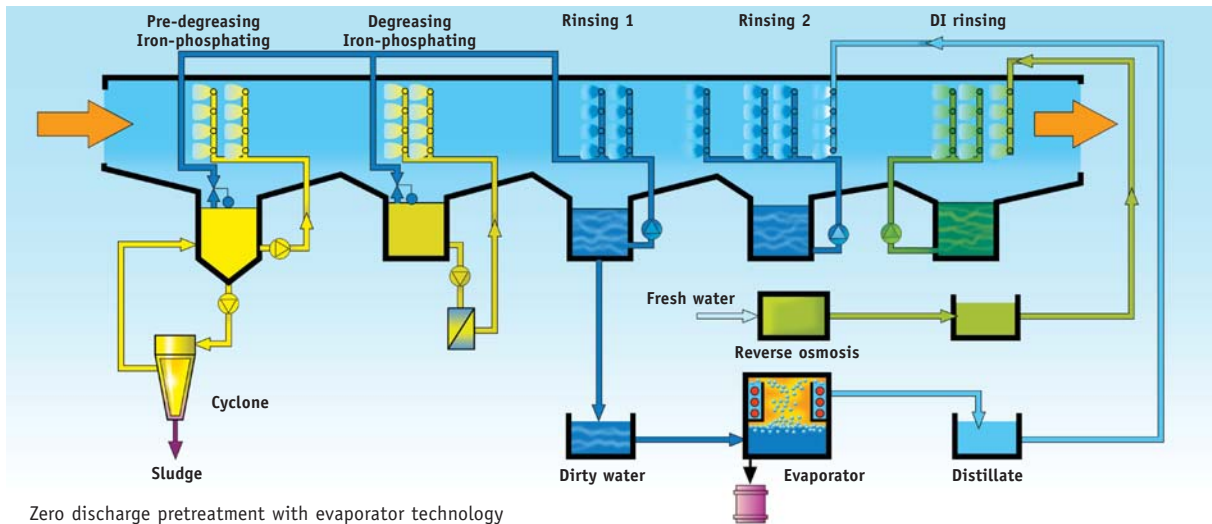 Pre-degreasing
Iron-phosphating
Degreasing
Iron-phosphating
Rinsing 1
Rinsing 2
DI rinsing
Fresh water
Reverse osmosis
Cyclone
Sludge
Dirty water
Evaporator
Distillate
Zero discharge pretreatment with evaporator technology